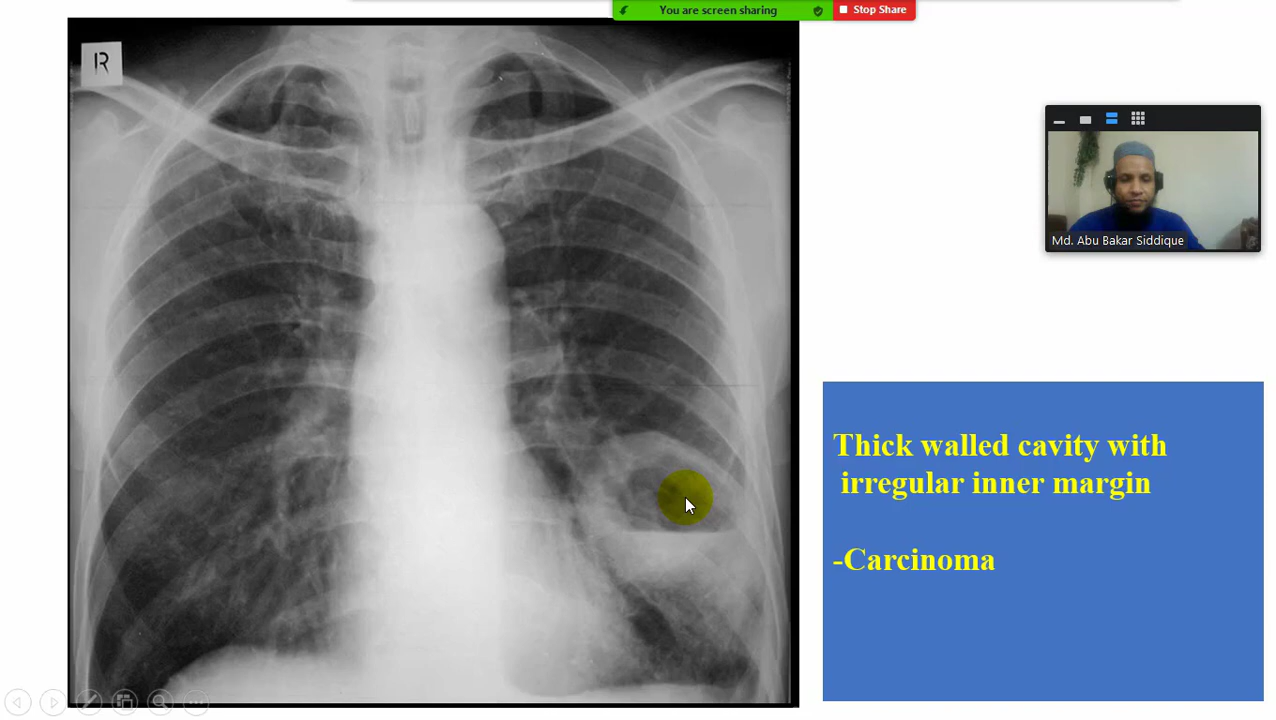 You are screen sharing
Stop Share
R
Md. Abu Bakar Siddique
Thick walled cavity with
irregular inner margin
-Carcinoma